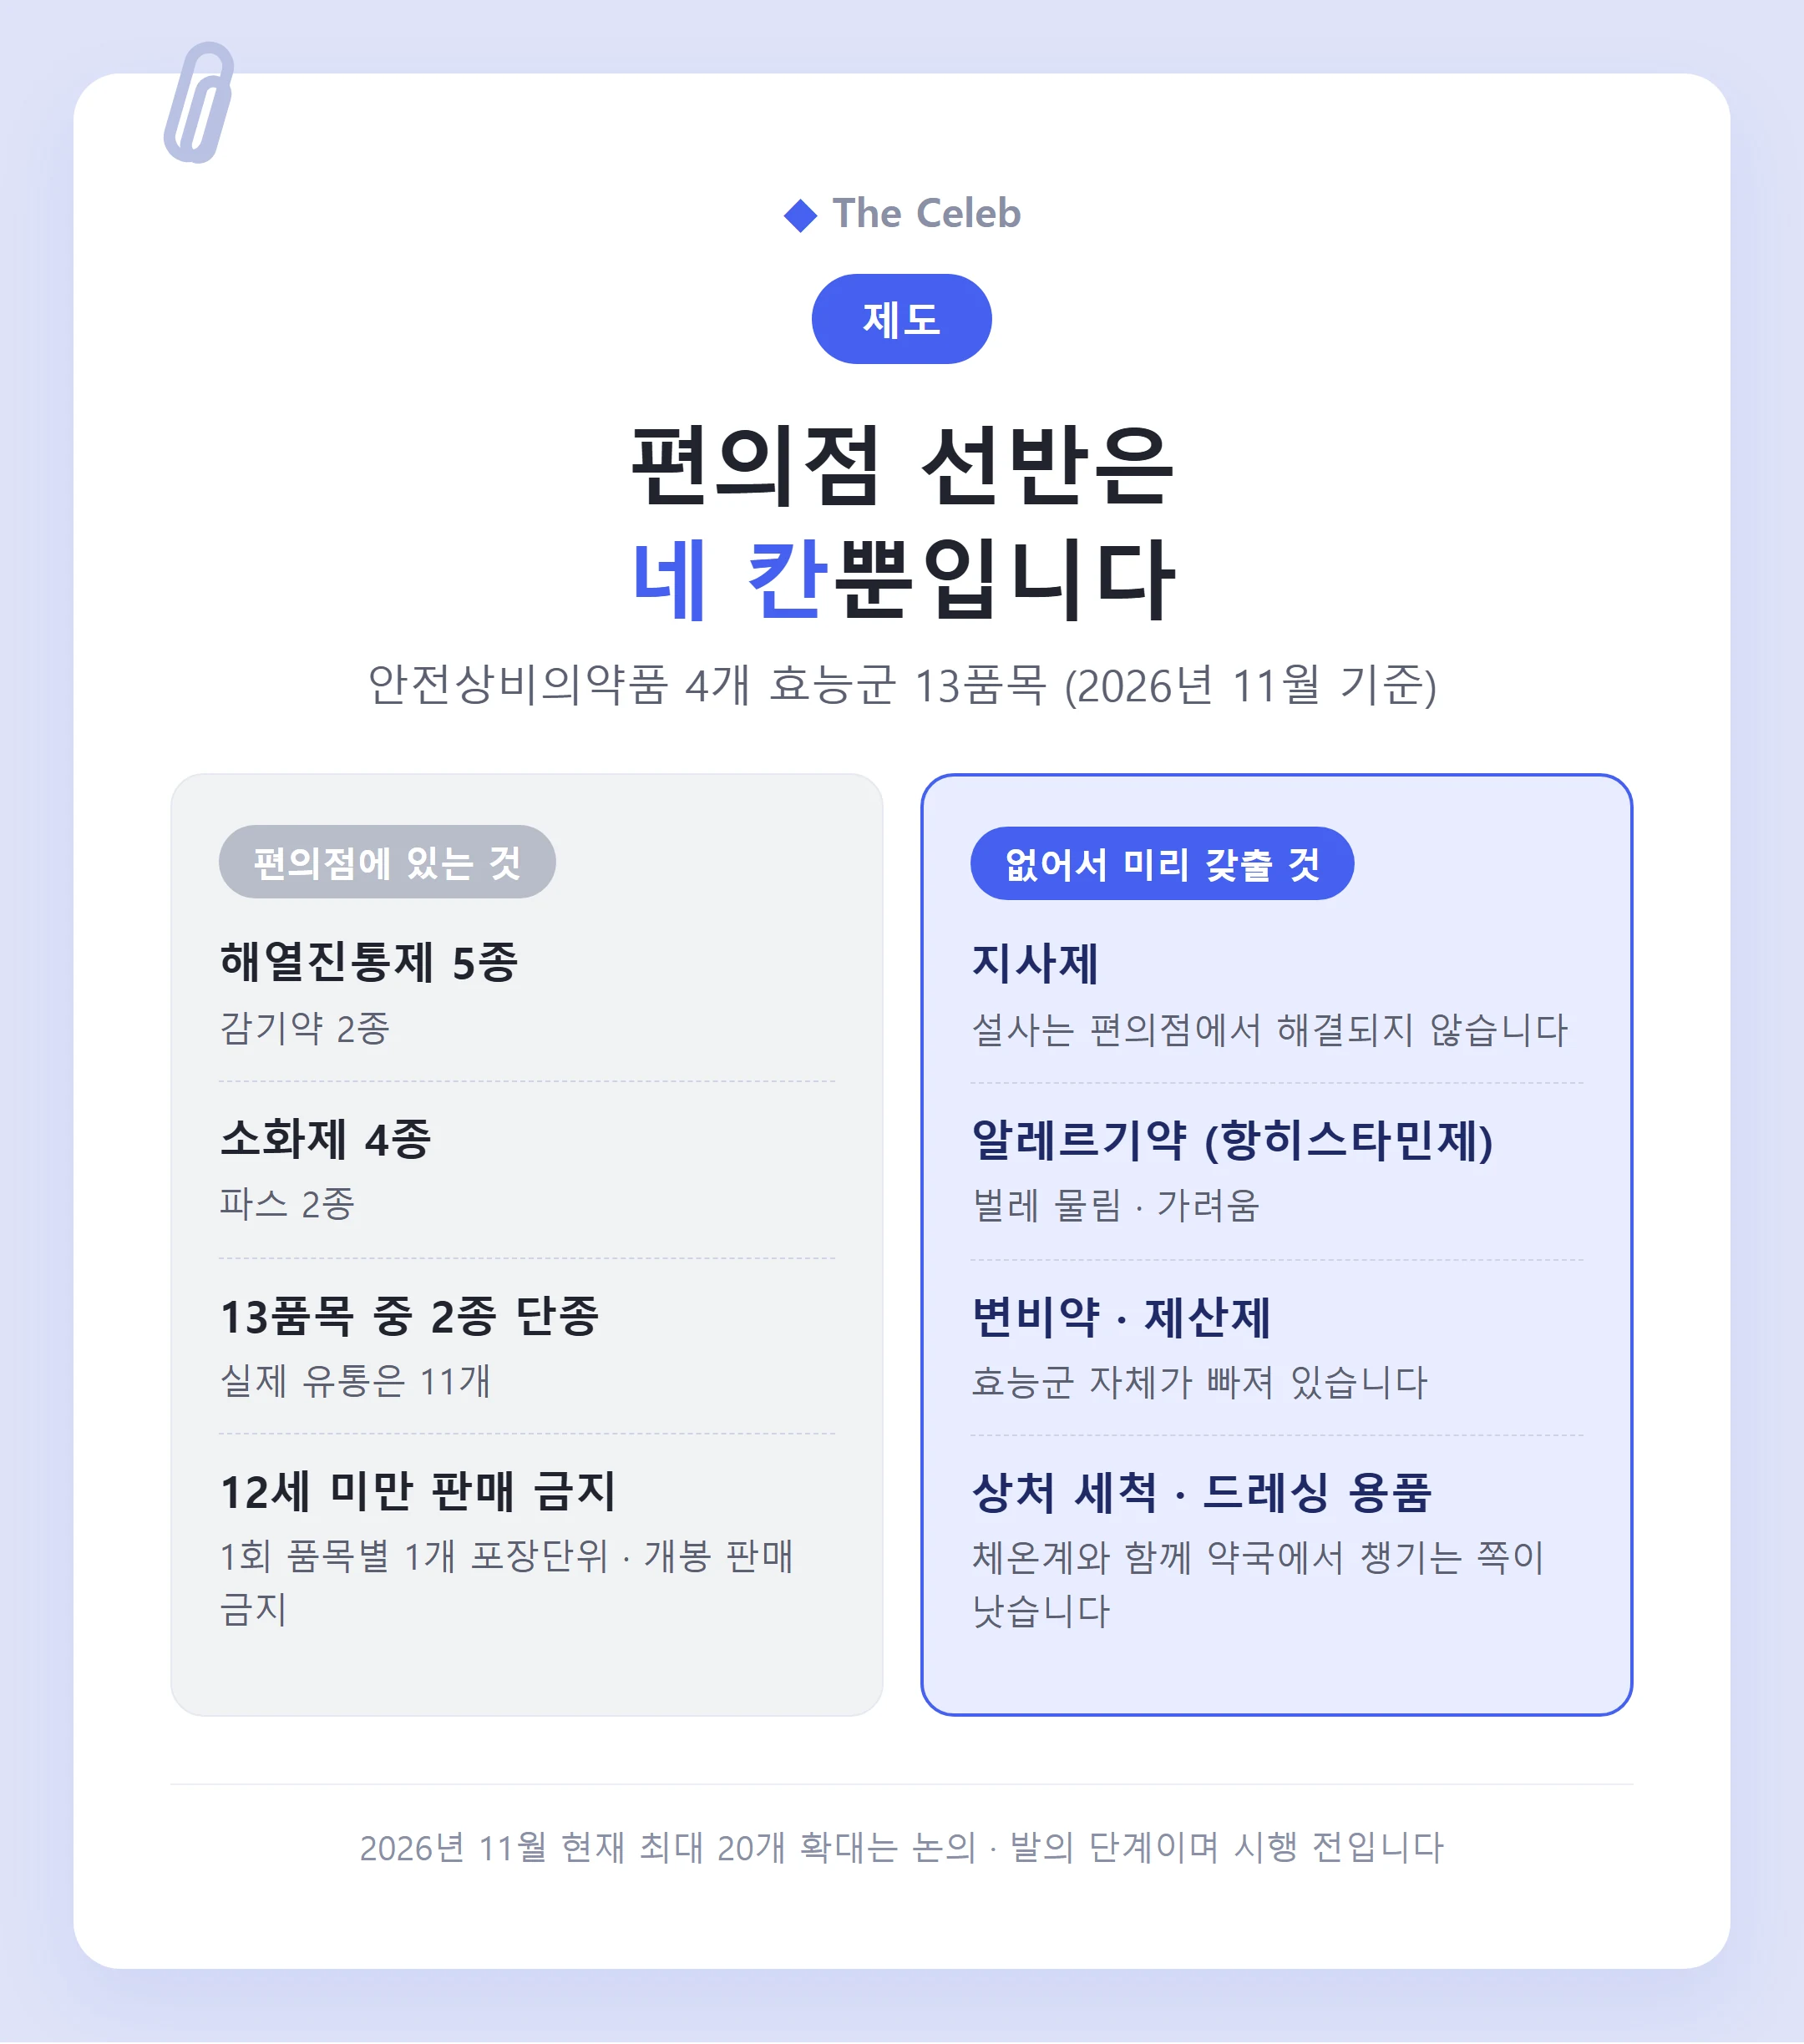 The Celeb
제도
편의점 선반은
네 칸뿐입니다
안전상비의약품 4개 효능군 13품목 (2026년 11월 기준)
편의점에 있는 것
해열진통제 5종
감기약 2종
소화제 4종
파스 2종
13품목 중 2종 단종
실제 유통은 11개
12세 미만 판매 금지
1회 품목별 1개 포장단위 · 개봉 판매
금지
없어서 미리 갖출 것
지사제
설사는 편의점에서 해결되지 않습니다
알레르기약 (항히스타민제)
벌레 물림 · 가려움
변비약 · 제산제
효능군 자체가 빠져 있습니다
상처 세척 · 드레싱 용품
체온계와 함께 약국에서 챙기는 쪽이
낫습니다
2026년 11월 현재 최대 20개 확대는 논의 · 발의 단계이며 시행 전입니다